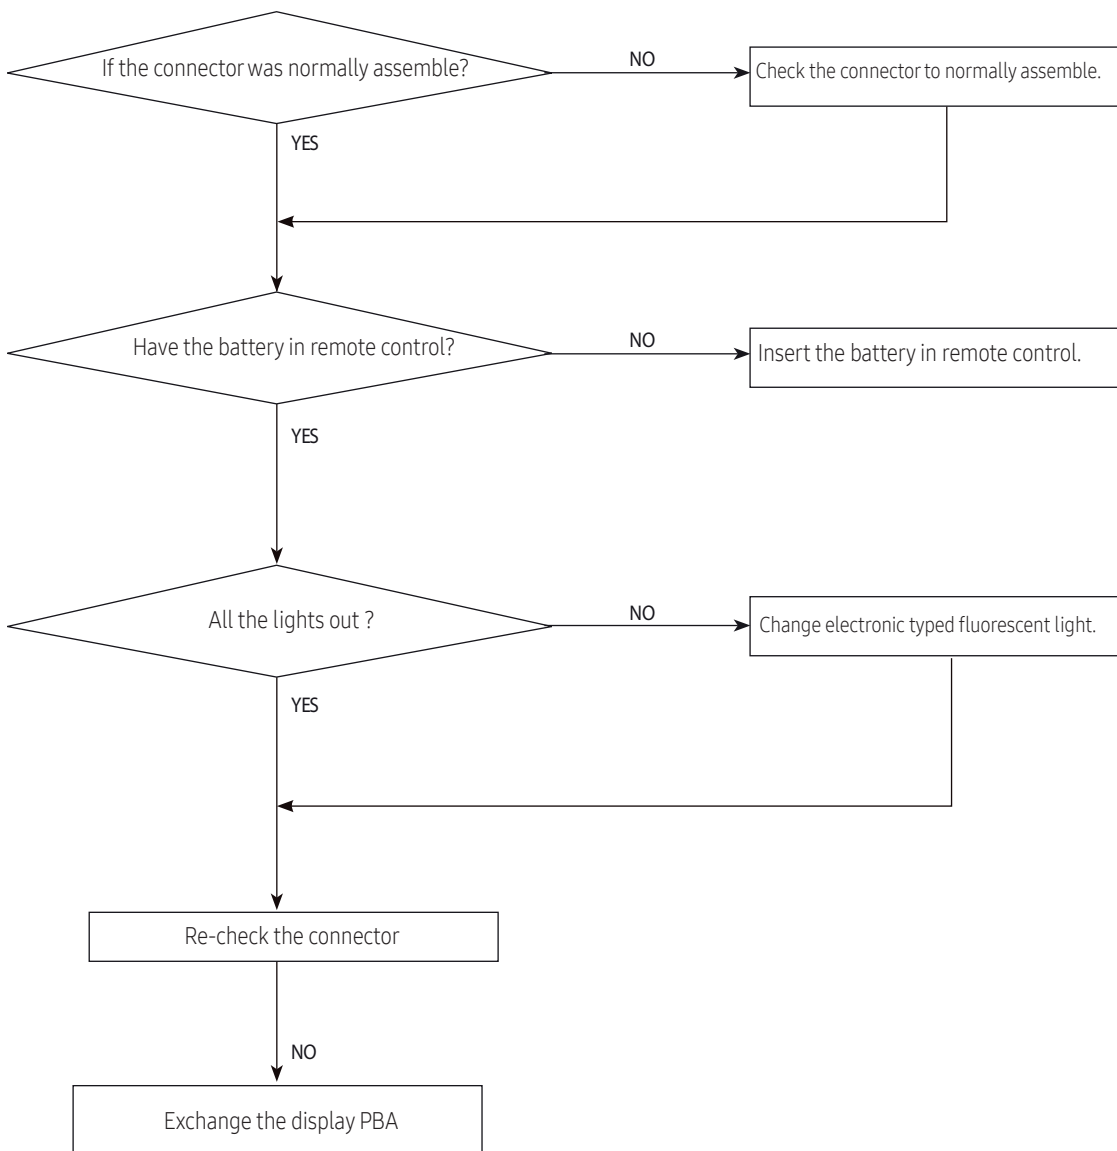 If the connector was normally assemble?
NO
Check the connector to normally assemble.
YES
Have the battery in remote control?
NO
Insert the battery in remote control.
YES
All the lights out ?
NO
Change electronic typed fluorescent light.
YES
Re-check the connector
NO
Exchange the display PBA